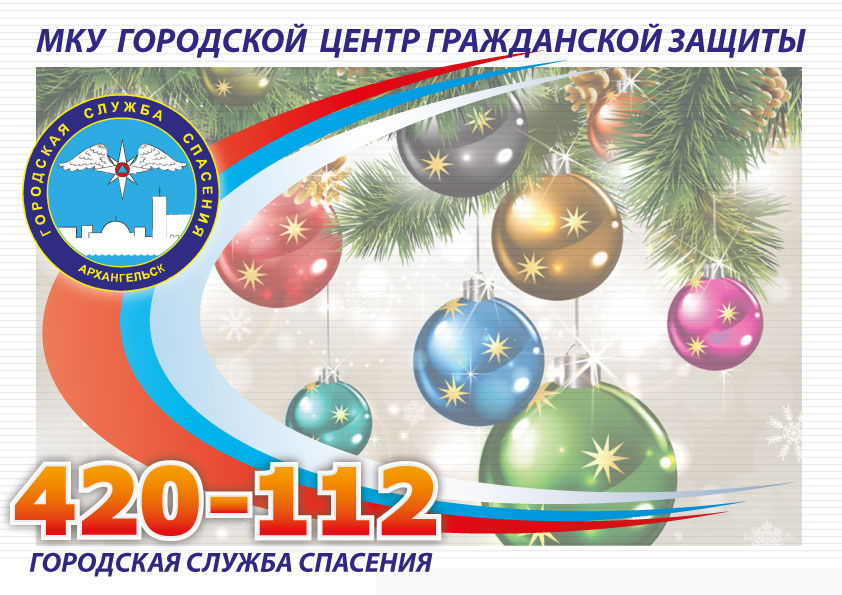 МКУ ГОРОДСКОЙ ЦЕНТР ГРАЖДАНСКОЙ ЗАЩИТЫ
ГОРОДСКАЯ СЛУЖБА СПАСЕНИЯ
АРХАНГЕЛЬСК
420-112
ГОРОДСКАЯ СЛУЖБА СПАСЕНИЯ